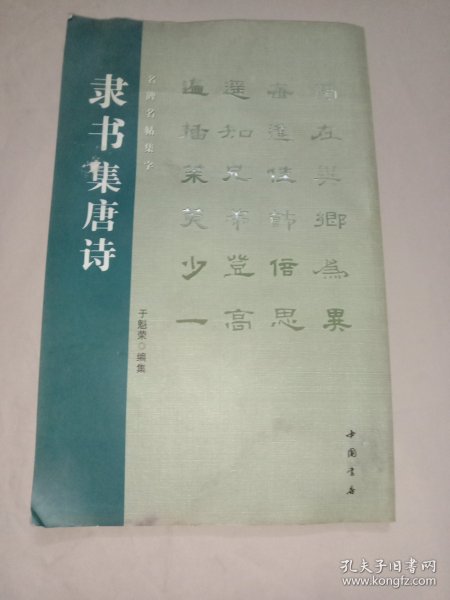 隶书集唐诗
名碑名帖集字
于魁荣◎编集
獨在異鄉為異
每逢佳節倍思
遙知兄弟登高
遍插茱萸少一
中国书店
孔夫子旧书网
www.kongfz.com